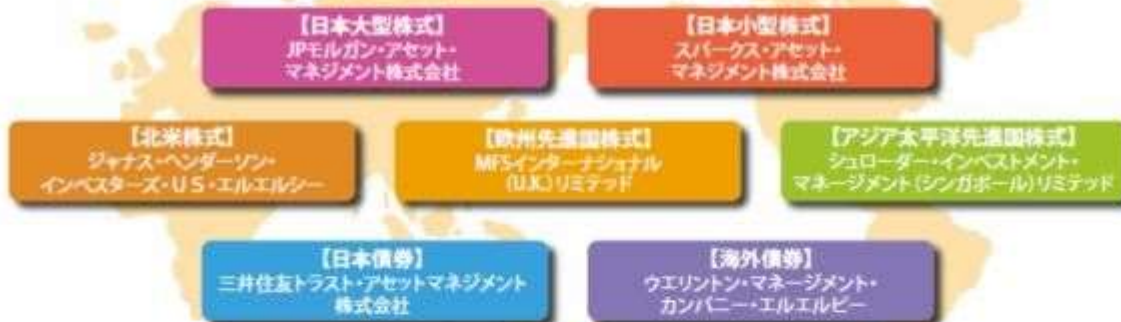 【日本大型株式】
JPモルガン・アセット・
マネジメント株式会社
【日本小型株式】
スパークス・アセット・
マネジメント株式会社
【北米株式】
ジャナス・ヘンダーソン・
インベスターズ・US・エルエルシー
【欧州先進国株式】
MFSインターナショナル
(U.K.)リミテッド
【アジア太平洋先進国株式】
シュローダー・インベストメント・
マネージメント(シンガポール)リミテッド
【日本債券】
三井住友トラスト・アセットマネジメント
株式会社
【海外債券】
ウエリントン・マネージメント・
カンパニー・エルエルピー